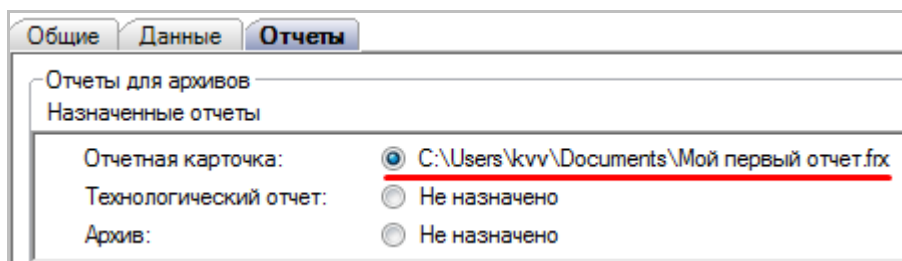 Общие Данные Отчеты
Отчеты для архивов
Назначенные отчеты
Отчетная карточка: C:\Users\kvv\Documents\Мой первый отчет.frx
Технологический отчет: Не назначено
Архив: Не назначено